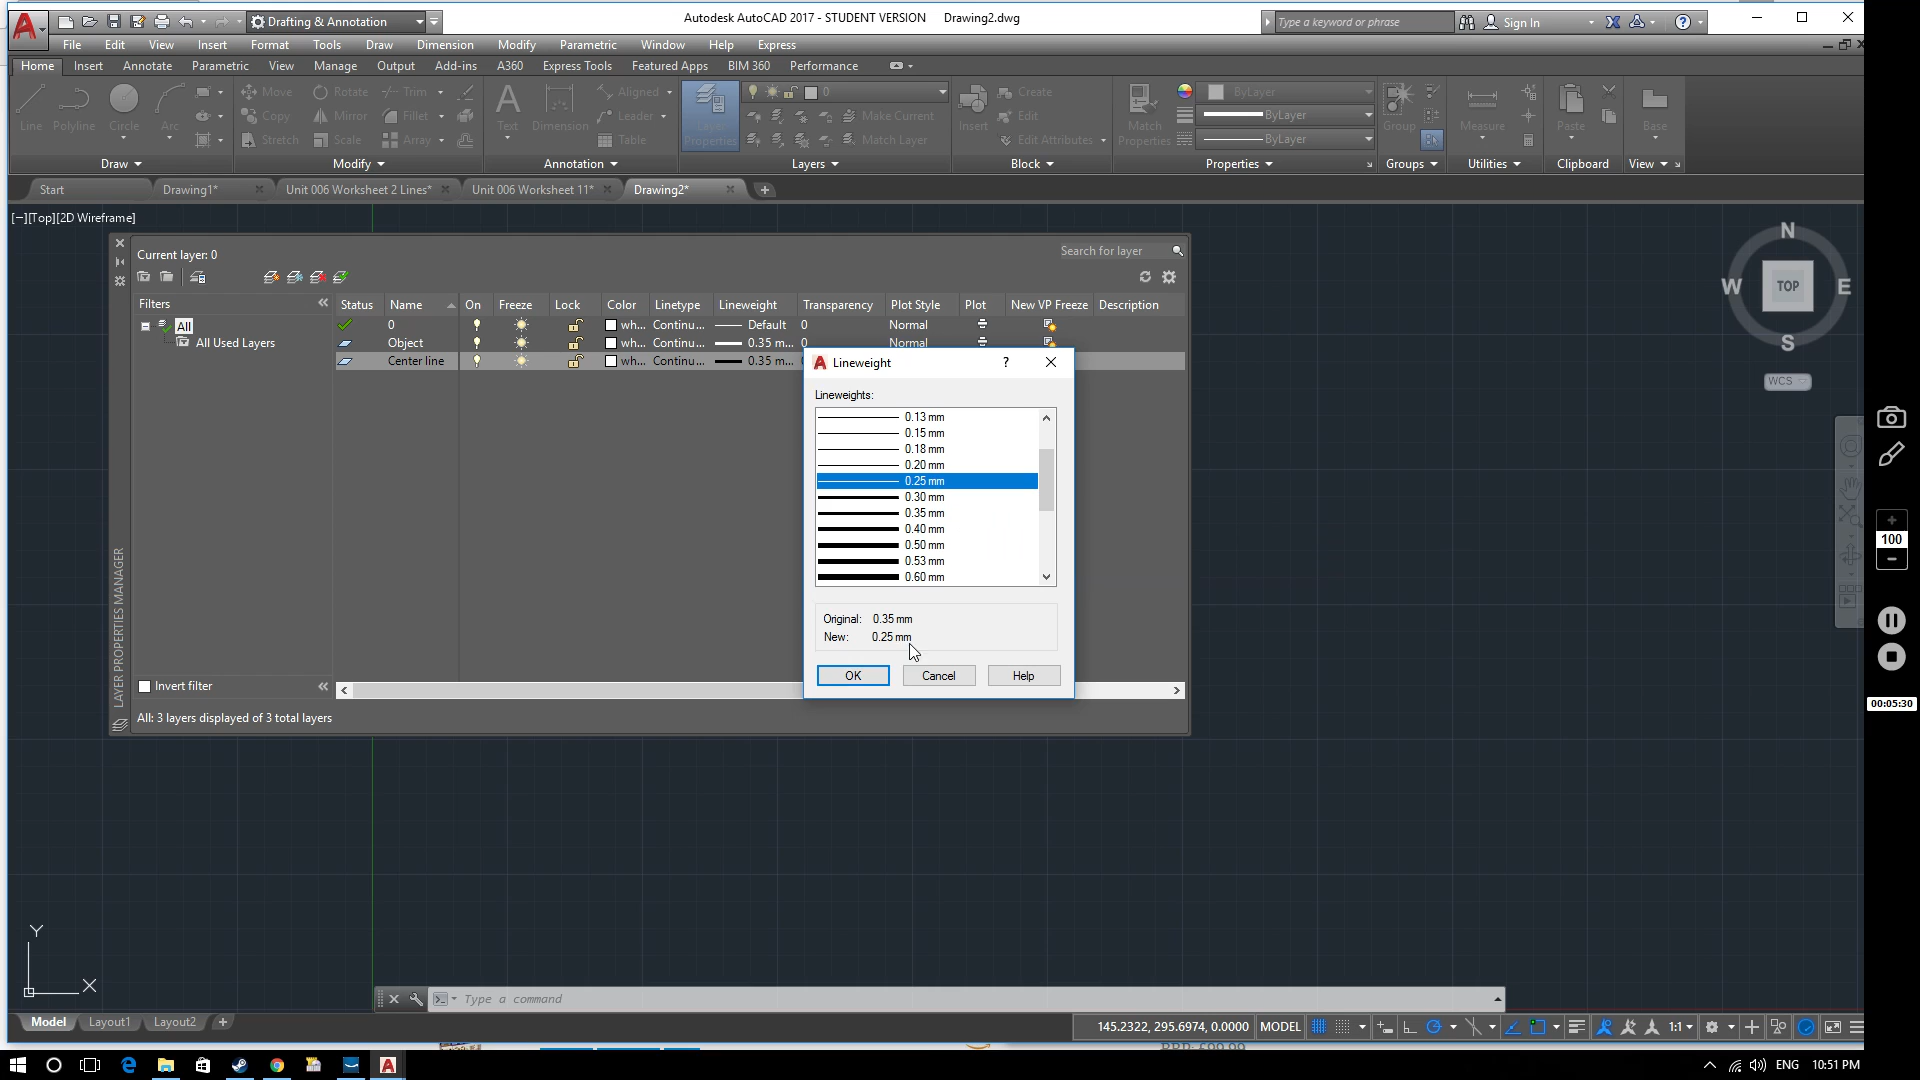 Drafting & Annotation
Autodesk AutoCAD 2017 - STUDENT VERSION Drawing2.dwg
Type a keyword or phrase
Sign In
File Edit View Insert Format Tools Draw Dimension Modify Parametric Window Help Express
Home Insert Annotate Parametric View Manage Output Add-ins A360 Express Tools Featured Apps BIM 360 Performance
Move Rotate Trim Aligned 0 Create ByLayer
Line Polyline Circle Arc Copy Mirror Fillet Text Dimension Leader Layer Properties Make Current Insert Edit Match Properties ByLayer Group Measure Paste Base
Stretch Scale Array Table Match Layer Edit Attributes ByLayer
Draw Modify Annotation Layers Block Properties Groups Utilities Clipboard View
Start Drawing1* Unit 006 Worksheet 2 Lines* Unit 006 Worksheet 11* Drawing2*
[−][Top][2D Wireframe]
N
W TOP E
S
WCS
Current layer: 0
Search for layer
Filters
All
All Used Layers
Status Name On Freeze Lock Color Linetype Lineweight Transparency Plot Style Plot New VP Freeze Description
0 wh... Continu... Default 0 Normal
Object wh... Continu... 0.35 m... 0 Normal
Center line wh... Continu... 0.35 m...
Lineweight ?
Lineweights:
0.13 mm
0.15 mm
0.18 mm
0.20 mm
0.25 mm
0.30 mm
0.35 mm
0.40 mm
0.50 mm
0.53 mm
0.60 mm
Original: 0.35 mm
New: 0.25 mm
OK Cancel Help
Invert filter
All: 3 layers displayed of 3 total layers
LAYER PROPERTIES MANAGER
100
00:05:30
Y
X
Type a command
Model Layout1 Layout2
145.2322, 295.6974, 0.0000 MODEL 1:1
ENG 10:51 PM